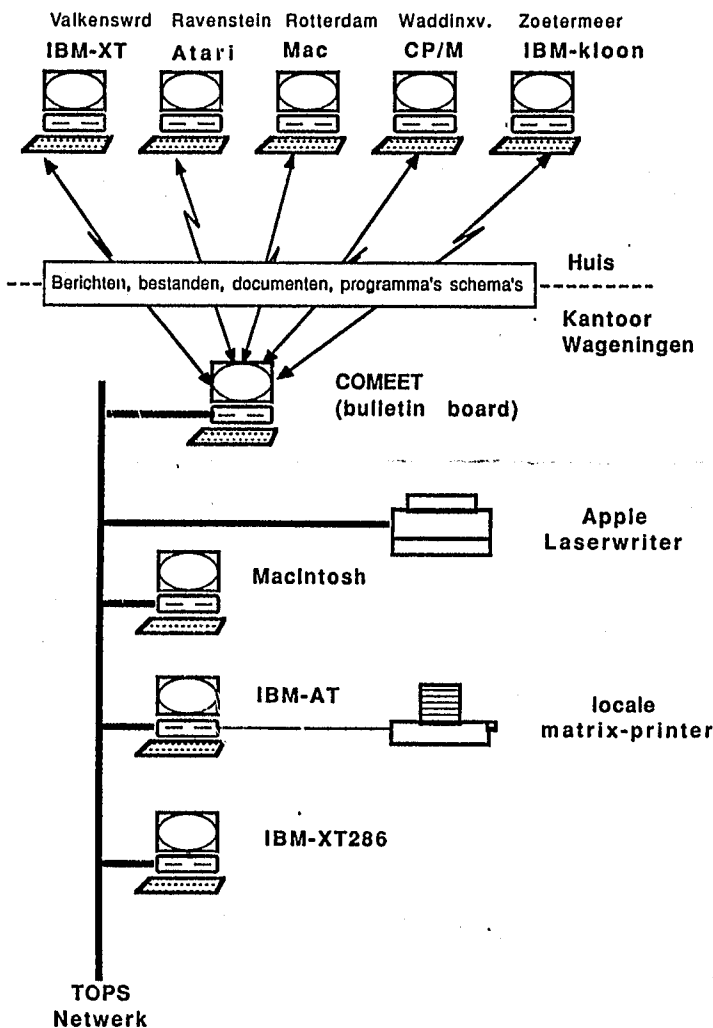 Valkenswrd Ravenstein Rotterdam Waddinxv. Zoetermeer
IBM-XT Atari Mac CP/M IBM-kloon
Huis
Berichten, bestanden, documenten, programma's schema's
Kantoor
Wageningen
COMEET
(bulletin board)
Apple
Laserwriter
MacIntosh
IBM-AT
locale
matrix-printer
IBM-XT286
TOPS
Netwerk